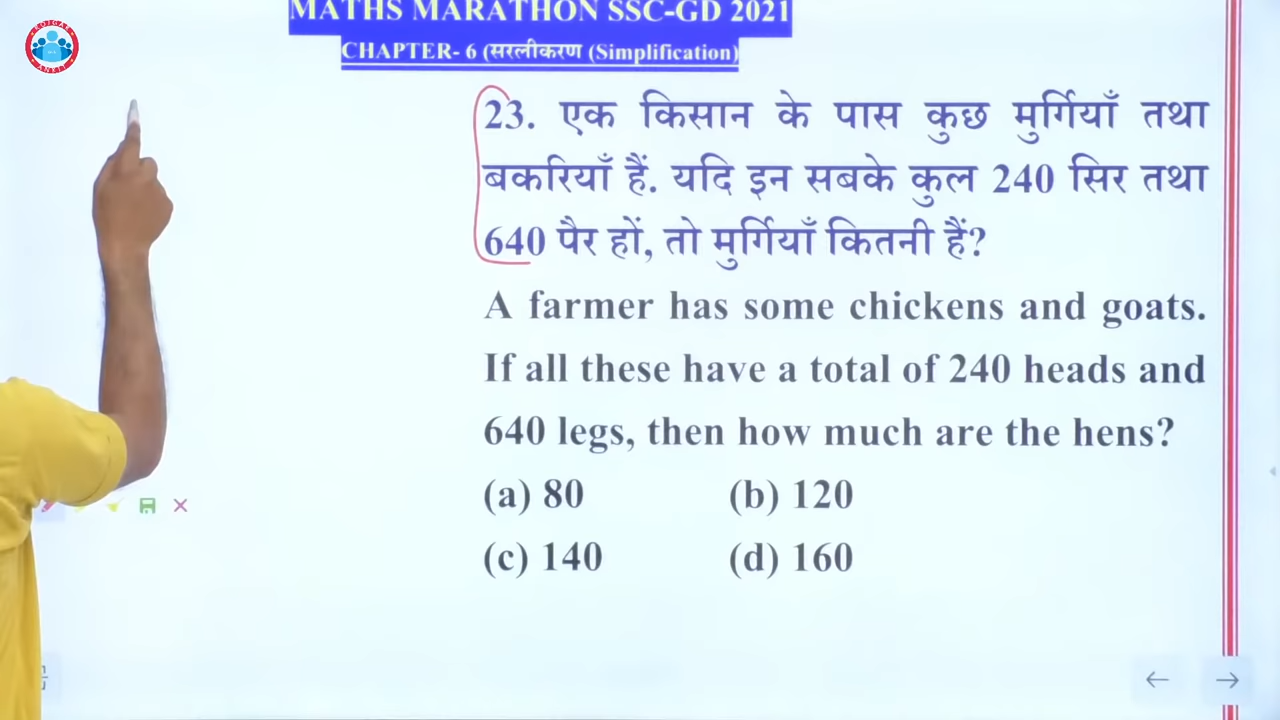 MATHS MARATHON SSC-GD 2021
CHAPTER- 6 (सरलीकरण (Simplification)
23. एक किसान के पास कुछ मुर्गियाँ तथा
बकरियाँ हैं. यदि इन सबके कुल 240 सिर तथा
640 पैर हों, तो मुर्गियाँ कितनी हैं?
A farmer has some chickens and goats.
If all these have a total of 240 heads and
640 legs, then how much are the hens?
(a) 80 (b) 120
(c) 140 (d) 160